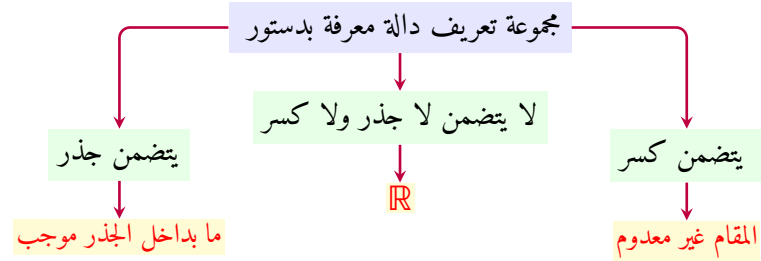 مجموعة تعريف دالة معرفة بدستور
يتضمن كسر
المقام غير معدوم
لا يتضمن لا جذر ولا كسر
ℝ
يتضمن جذر
ما بداخل الجذر موجب